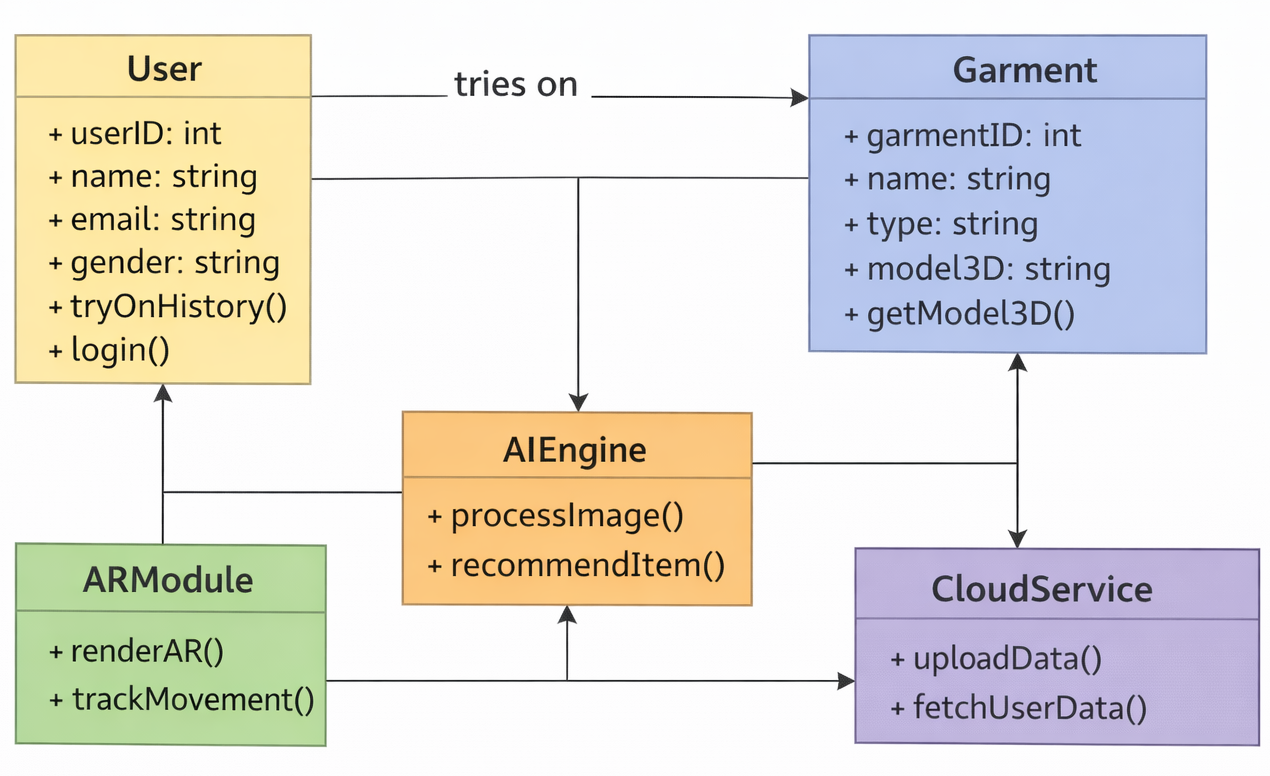 User
+ userID: int
+ name: string
+ email: string
+ gender: string
+ tryOnHistory()
+ login()
tries on
Garment
+ garmentID: int
+ name: string
+ type: string
+ model3D: string
+ getModel3D()
AIEngine
+ processImage()
+ recommendItem()
ARModule
+ renderAR()
+ trackMovement()
CloudService
+ uploadData()
+ fetchUserData()